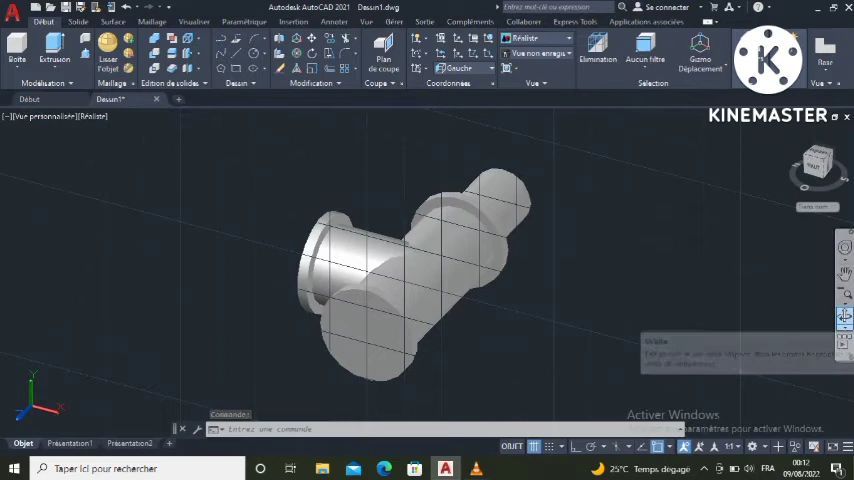 Autodesk AutoCAD 2021 Dessin1.dwg
Entrez mot-clé ou expression
Se connecter
Début Solide Surface Maillage Visualiser Paramétrique Insertion Annoter Vue Gérer Sortie Compléments Collaborer Express Tools Applications associées
Boîte
Extrusion
Lisser
l'objet
Plan
de coupe
Réaliste
Vue non enregis
Gauche
Elimination
Aucun filtre
Gizmo
Déplacement
Base
Modélisation
Maillage
Edition de solides
Dessin
Modification
Coupe
Coordonnées
Vue
Sélection
Vue
K
KINEMASTER
Début
Dessin1*
[−][Vue personnalisée][Réaliste]
HAUT
Y
X
Commande:
Entrez une commande
Activer Windows
paramètres pour activer Windows.
Objet Présentation1 Présentation2
OBJET
1:1
Taper ici pour rechercher
25°C Temps dégagé
FRA
00:12
09/08/2022